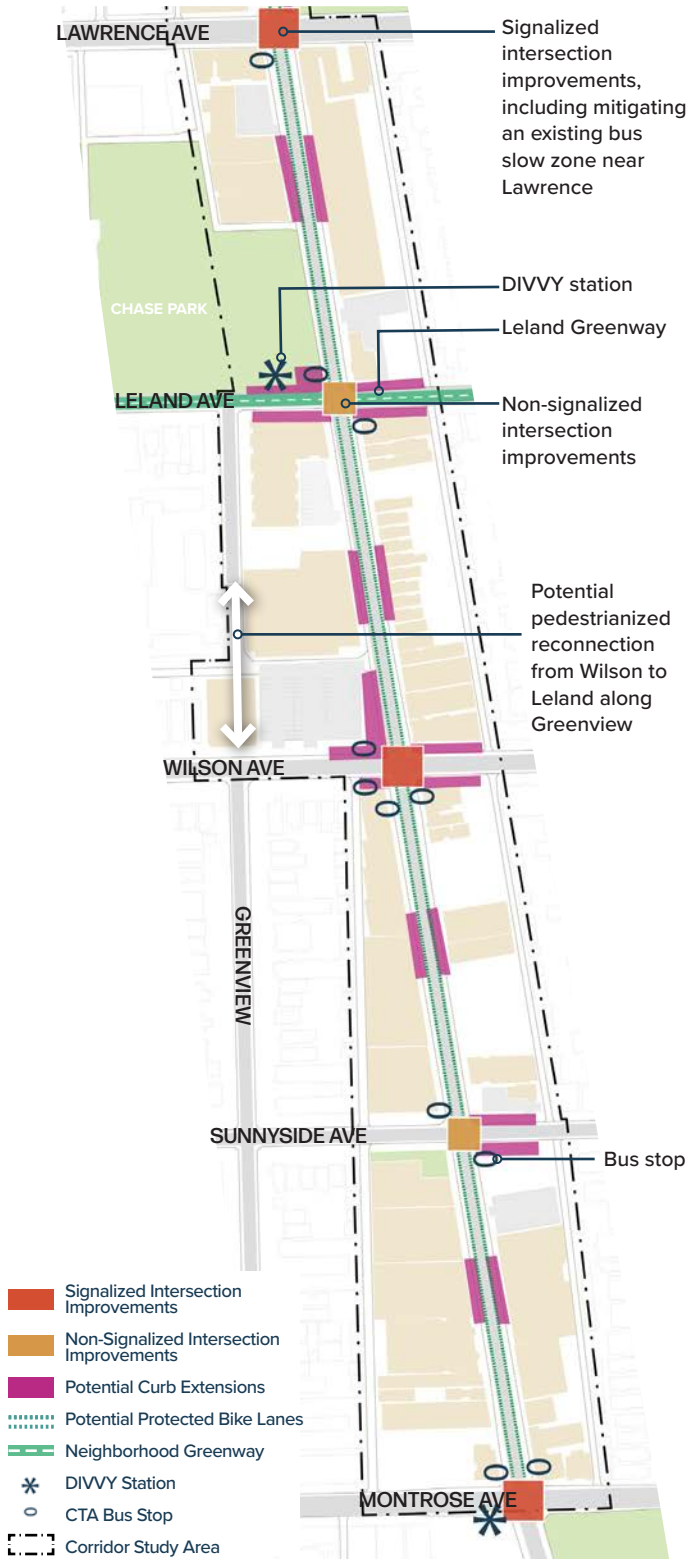 LAWRENCE AVE
Signalized
intersection
improvements,
including mitigating
an existing bus
slow zone near
Lawrence
DIVVY station
CHASE PARK
Leland Greenway
LELAND AVE
Non-signalized
intersection
improvements
Potential
pedestrianized
reconnection
from Wilson to
Leland along
Greenview
WILSON AVE
GREENVIEW
SUNNYSIDE AVE
Bus stop
Signalized Intersection
Improvements
Non-Signalized Intersection
Improvements
Potential Curb Extensions
Potential Protected Bike Lanes
Neighborhood Greenway
DIVVY Station
CTA Bus Stop
Corridor Study Area
MONTROSE AVE